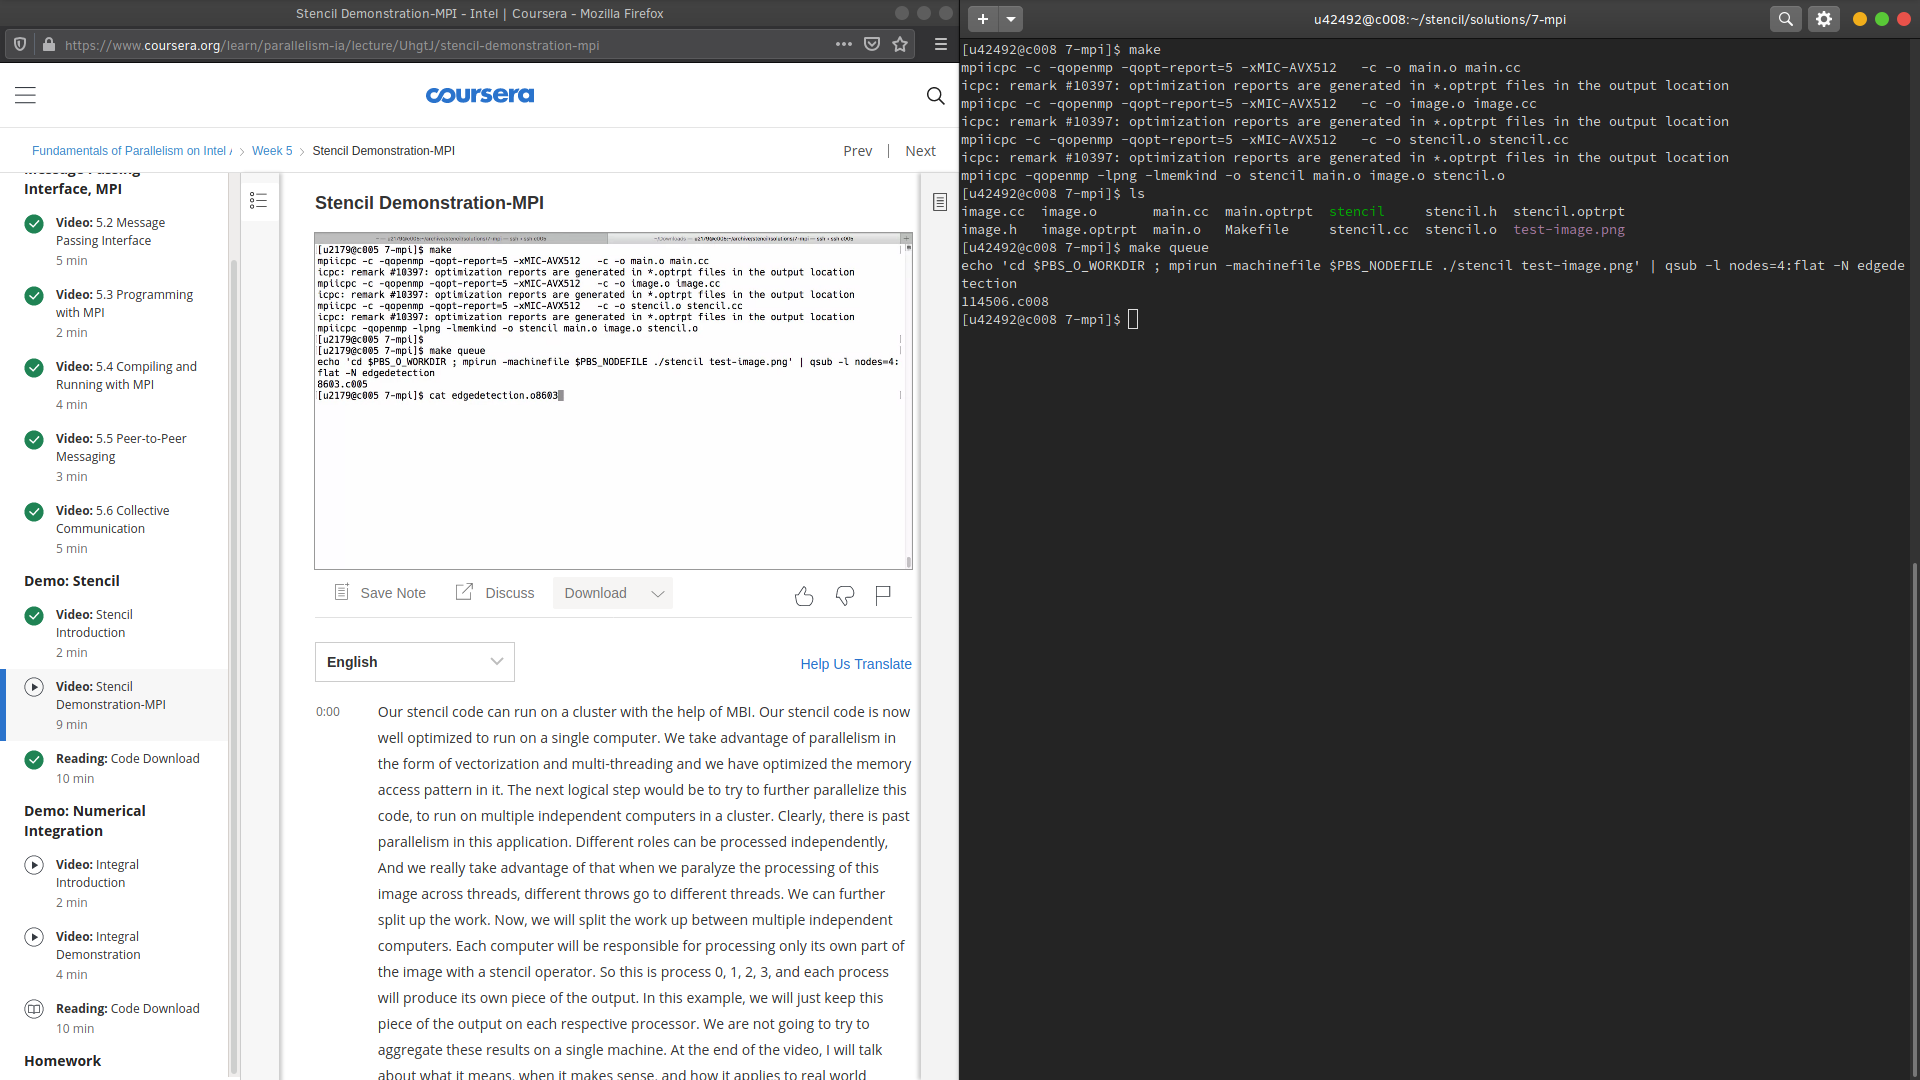 Stencil Demonstration-MPI - Intel | Coursera - Mozilla Firefox
https://www.coursera.org/learn/parallelism-ia/lecture/UhgtJ/stencil-demonstration-mpi
coursera
Fundamentals of Parallelism on Intel
Week 5
Stencil Demonstration-MPI
Prev | Next
Message Passing
Interface, MPI
Video: 5.2 Message
Passing Interface
5 min
Video: 5.3 Programming
with MPI
2 min
Video: 5.4 Compiling and
Running with MPI
4 min
Video: 5.5 Peer-to-Peer
Messaging
3 min
Video: 5.6 Collective
Communication
5 min
Demo: Stencil
Video: Stencil
Introduction
2 min
Video: Stencil
Demonstration-MPI
9 min
Reading: Code Download
10 min
Demo: Numerical
Integration
Video: Integral
Introduction
2 min
Video: Integral
Demonstration
4 min
Reading: Code Download
10 min
Homework
Stencil Demonstration-MPI
[u2179@c005 7-mpi]$ make
mpiicpc -c -qopenmp -qopt-report=5 -xMIC-AVX512   -c -o main.o main.cc
icpc: remark #10397: optimization reports are generated in *.optrpt files in the output location
mpiicpc -c -qopenmp -qopt-report=5 -xMIC-AVX512   -c -o image.o image.cc
icpc: remark #10397: optimization reports are generated in *.optrpt files in the output location
mpiicpc -c -qopenmp -qopt-report=5 -xMIC-AVX512   -c -o stencil.o stencil.cc
icpc: remark #10397: optimization reports are generated in *.optrpt files in the output location
mpiicpc -qopenmp -lpng -lmemkind -o stencil main.o image.o stencil.o
[u2179@c005 7-mpi]$
[u2179@c005 7-mpi]$ make queue
echo 'cd $PBS_O_WORKDIR ; mpirun -machinefile $PBS_NODEFILE ./stencil test-image.png' | qsub -l nodes=4:
flat -N edgedetection
8603.c005
[u2179@c005 7-mpi]$ cat edgedetection.o8603
Save Note
Discuss
Download
English
Help Us Translate
0:00
Our stencil code can run on a cluster with the help of MBI. Our stencil code is now
well optimized to run on a single computer. We take advantage of parallelism in
the form of vectorization and multi-threading and we have optimized the memory
access pattern in it. The next logical step would be to try to further parallelize this
code, to run on multiple independent computers in a cluster. Clearly, there is past
parallelism in this application. Different roles can be processed independently,
And we really take advantage of that when we paralyze the processing of this
image across threads, different throws go to different threads. We can further
split up the work. Now, we will split the work up between multiple independent
computers. Each computer will be responsible for processing only its own part of
the image with a stencil operator. So this is process 0, 1, 2, 3, and each process
will produce its own piece of the output. In this example, we will just keep this
piece of the output on each respective processor. We are not going to try to
aggregate these results on a single machine. At the end of the video, I will talk
about what it means, when it makes sense, and how it applies to real world
u42492@c008:~/stencil/solutions/7-mpi
[u42492@c008 7-mpi]$ make
mpiicpc -c -qopenmp -qopt-report=5 -xMIC-AVX512   -c -o main.o main.cc
icpc: remark #10397: optimization reports are generated in *.optrpt files in the output location
mpiicpc -c -qopenmp -qopt-report=5 -xMIC-AVX512   -c -o image.o image.cc
icpc: remark #10397: optimization reports are generated in *.optrpt files in the output location
mpiicpc -c -qopenmp -qopt-report=5 -xMIC-AVX512   -c -o stencil.o stencil.cc
icpc: remark #10397: optimization reports are generated in *.optrpt files in the output location
mpiicpc -qopenmp -lpng -lmemkind -o stencil main.o image.o stencil.o
[u42492@c008 7-mpi]$ ls
image.cc  image.o       main.cc  main.optrpt  stencil     stencil.h  stencil.optrpt
image.h  image.optrpt  main.o   Makefile     stencil.cc  stencil.o  test-image.png
[u42492@c008 7-mpi]$ make queue
echo 'cd $PBS_O_WORKDIR ; mpirun -machinefile $PBS_NODEFILE ./stencil test-image.png' | qsub -l nodes=4:flat -N edgede
tection
114506.c008
[u42492@c008 7-mpi]$